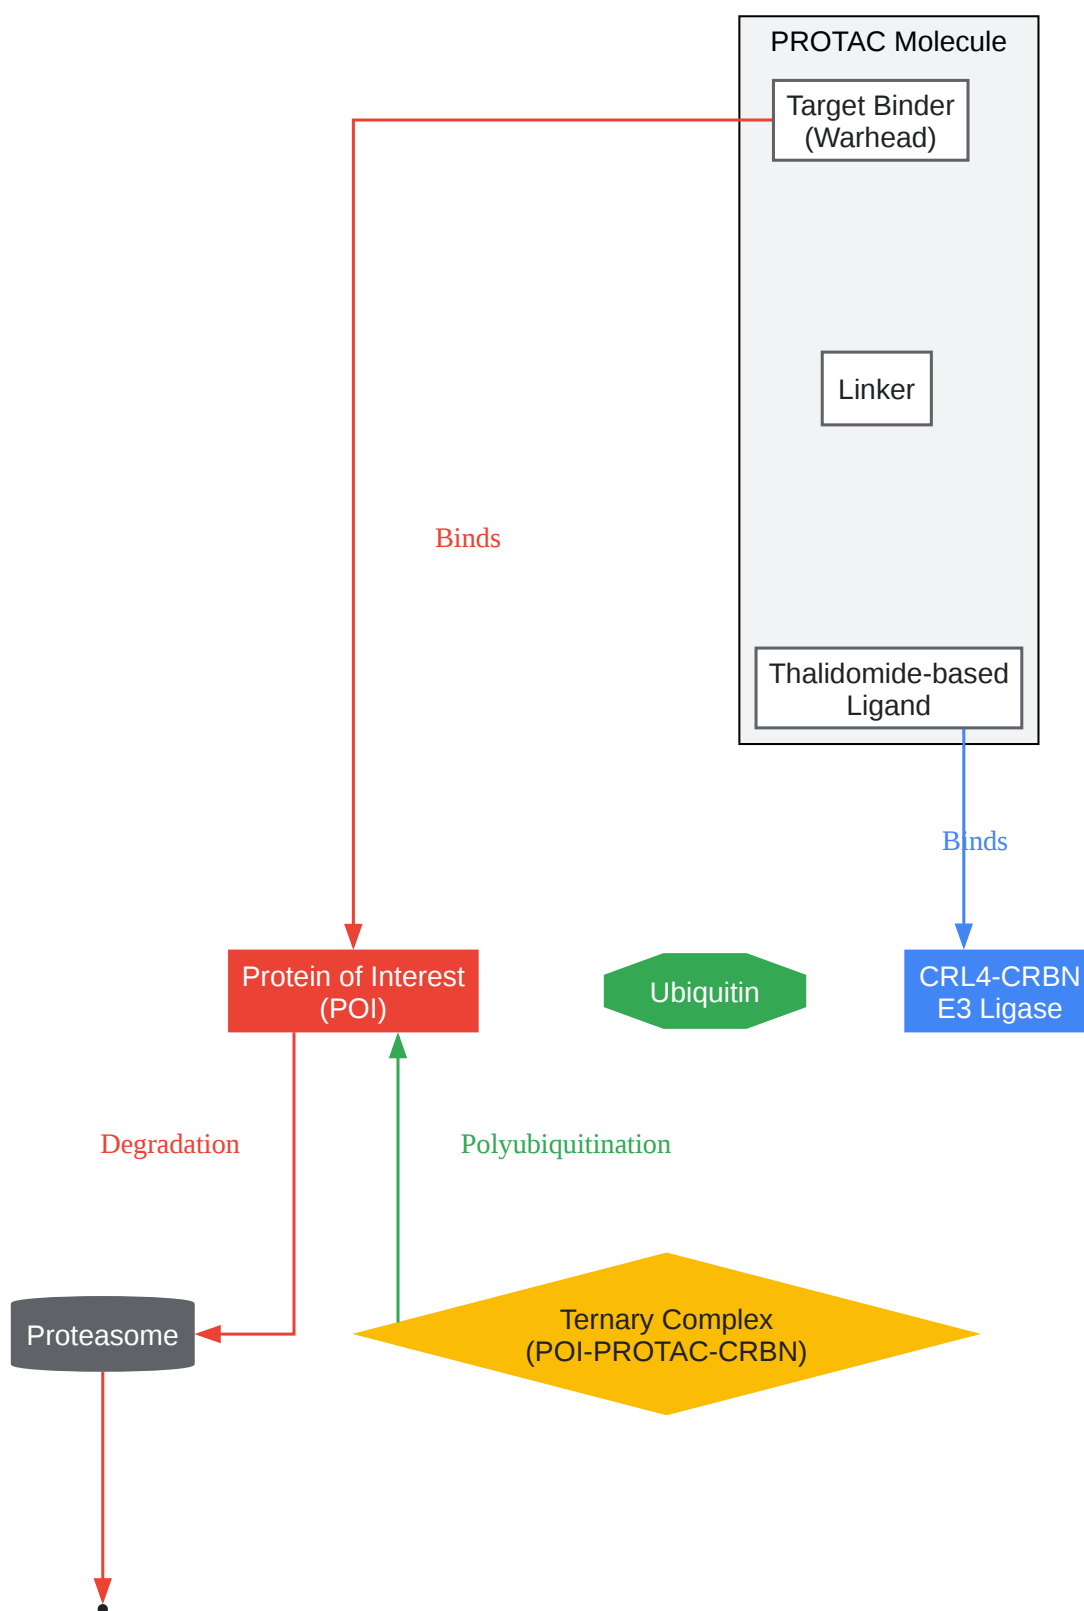 PROTAC Molecule
Target Binder
(Warhead)
Linker
Binds
Thalidomide-based
Ligand
Binds
Protein of Interest
(POI)
Ubiquitin
CRL4-CRBN
E3 Ligase
Degradation
Polyubiquitination
Proteasome
Ternary Complex
(POI-PROTAC-CRBN)